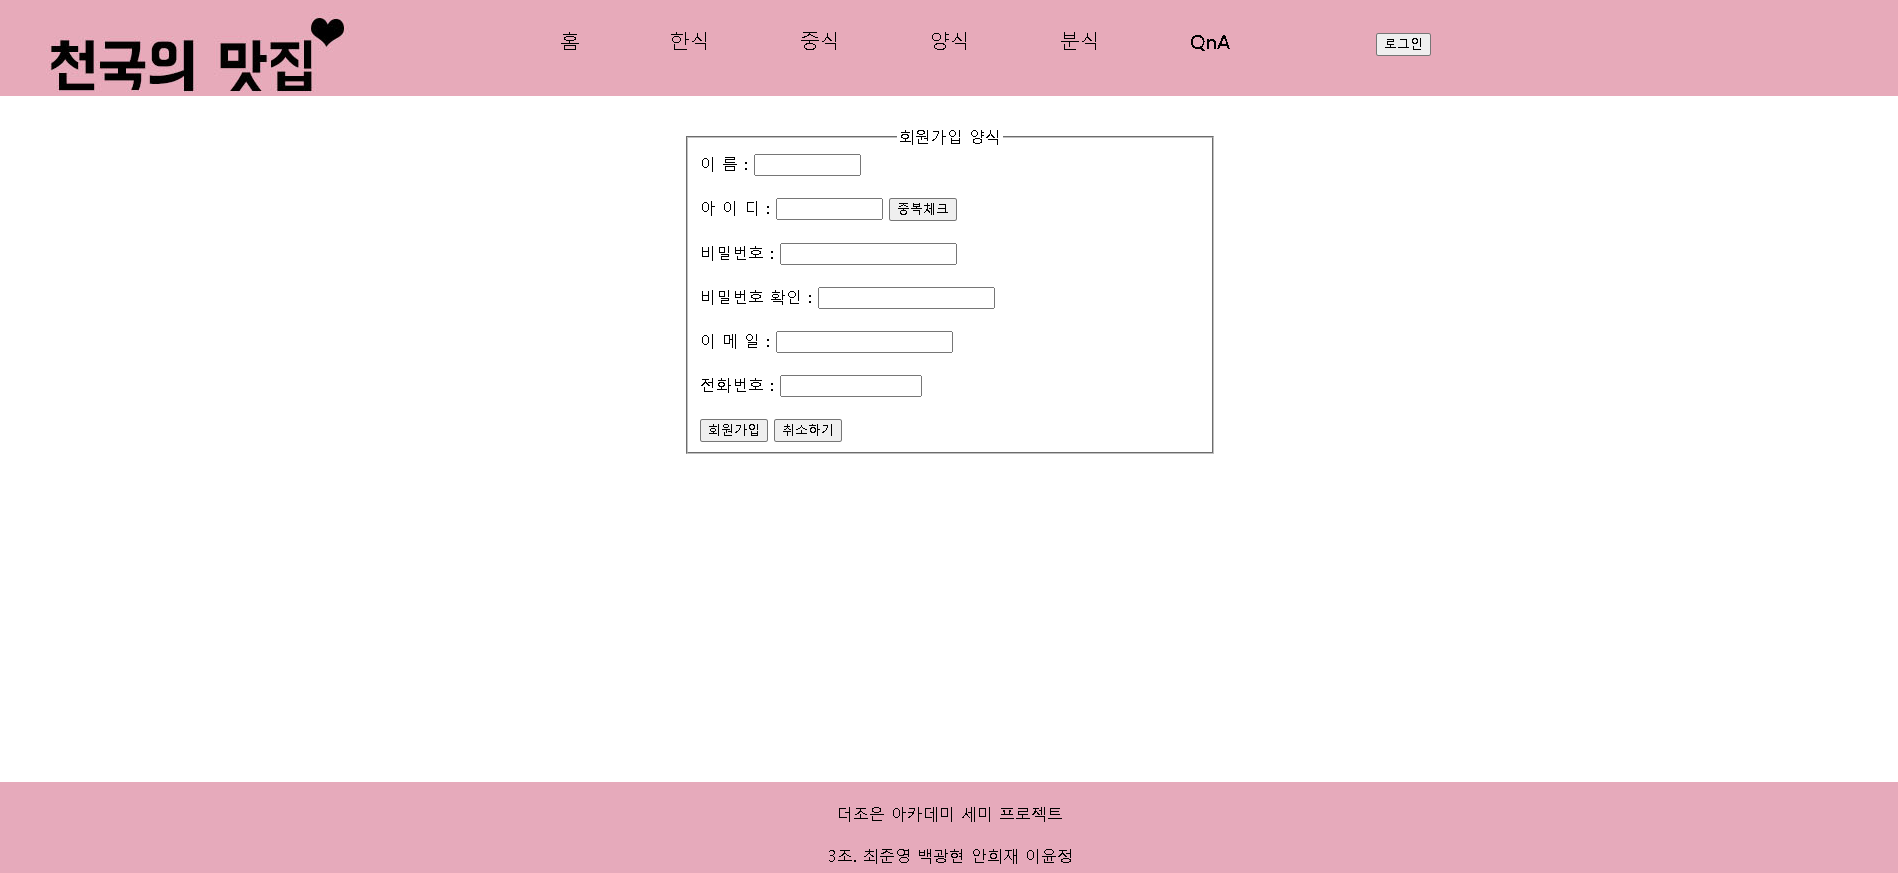 천국의 맛집
홈 한식 중식 양식 분식 QnA 로그인
회원가입 양식
이 름 :
아 이 디 : 중복체크
비밀번호 :
비밀번호 확인 :
이 메 일 :
전화번호 :
회원가입 취소하기
더조은 아카데미 세미 프로젝트
3조. 최준영 백광현 안희재 이윤정